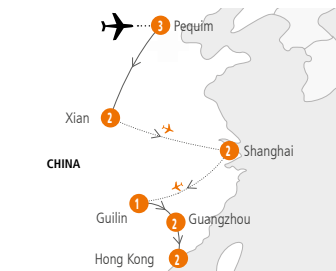 3 Pequim
Xian 2
2 Shanghai
CHINA
1
Guilin
2 Guangzhou
Hong Kong 2